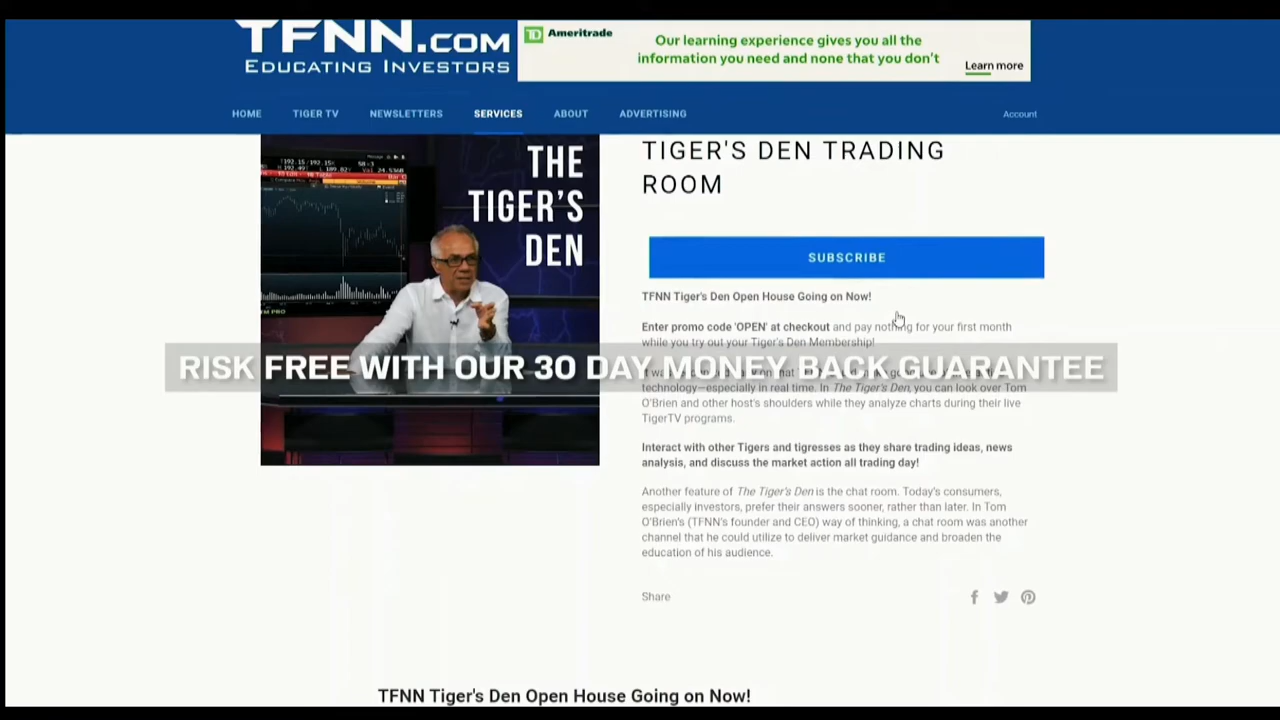 TFNN.COM
EDUCATING INVESTORS
TD Ameritrade
Our learning experience gives you all the
information you need and none that you don't
Learn more
HOME TIGER TV NEWSLETTERS SERVICES ABOUT ADVERTISING Account
THE
TIGER'S
DEN
TIGER'S DEN TRADING
ROOM
SUBSCRIBE
TFNN Tiger's Den Open House Going on Now!
Enter promo code 'OPEN' at checkout and pay nothing for your first month
while you try out your Tiger's Den Membership!
RISK FREE WITH OUR 30 DAY MONEY BACK GUARANTEE
technology—especially in real time. In The Tiger's Den, you can look over Tom
O'Brien and other host's shoulders while they analyze charts during their live
TigerTV programs.
Interact with other Tigers and tigresses as they share trading ideas, news
analysis, and discuss the market action all trading day!
Another feature of The Tiger's Den is the chat room. Today's consumers,
especially investors, prefer their answers sooner, rather than later. In Tom
O'Brien's (TFNN's founder and CEO) way of thinking, a chat room was another
channel that he could utilize to deliver market guidance and broaden the
education of his audience.
Share
TFNN Tiger's Den Open House Going on Now!